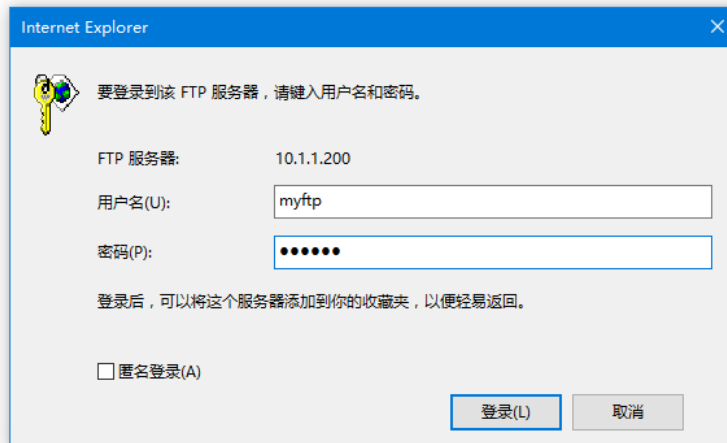 Internet Explorer
要登录到该 FTP 服务器，请键入用户名和密码。
FTP 服务器: 10.1.1.200
用户名(U): myftp
密码(P): ●●●●●●
登录后，可以将这个服务器添加到你的收藏夹，以便轻易返回。
匿名登录(A)
登录(L) 取消